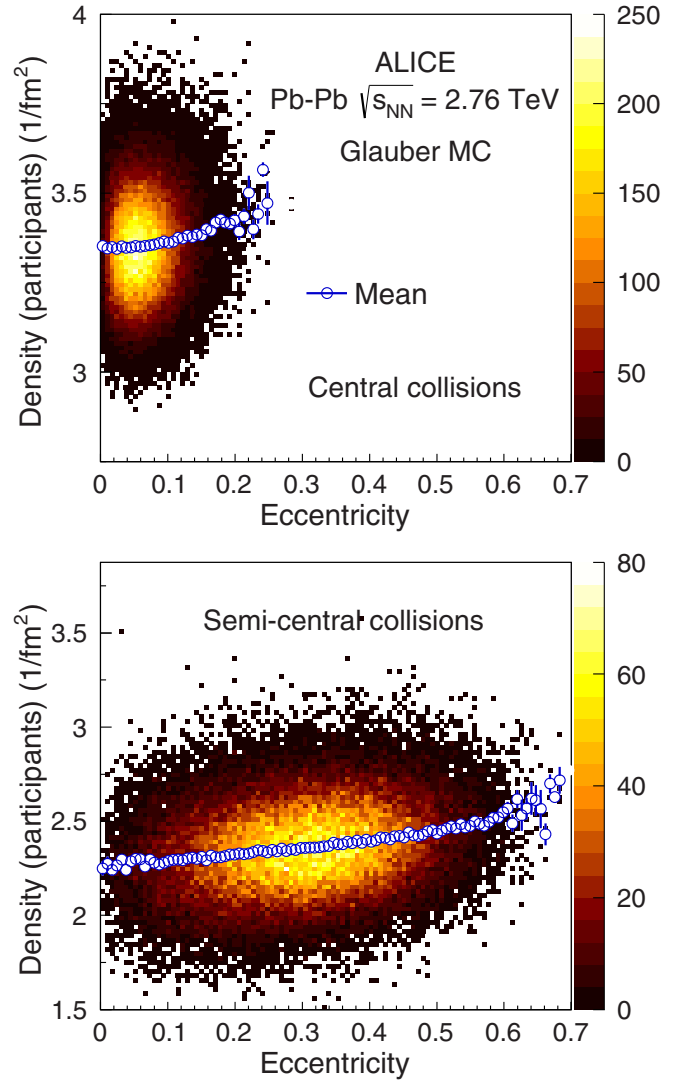 4
3.5
3
Density (participants) (1/fm²)
ALICE
Pb-Pb √s_NN = 2.76 TeV
Glauber MC
Mean
Central collisions
0 0.1 0.2 0.3 0.4 0.5 0.6 0.7
Eccentricity
250
200
150
100
50
0
3.5
3
2.5
2
1.5
Density (participants) (1/fm²)
Semi-central collisions
0 0.1 0.2 0.3 0.4 0.5 0.6 0.7
Eccentricity
80
60
40
20
0